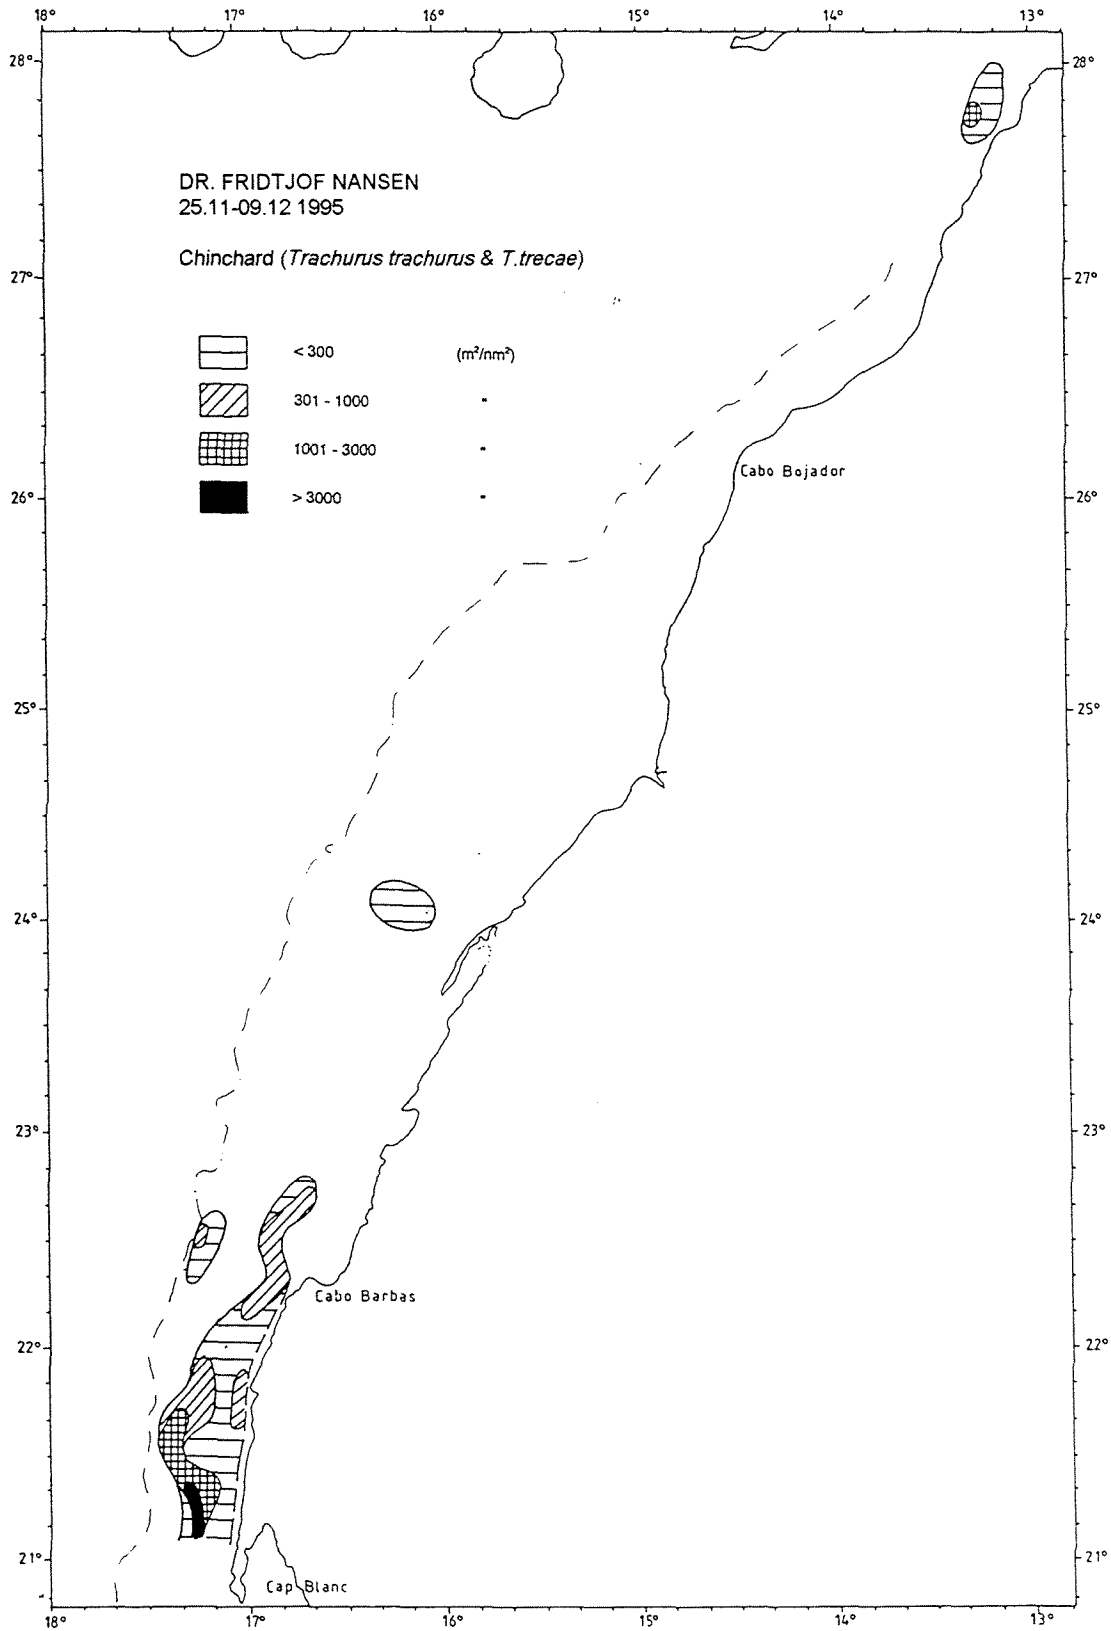 18° 17° 16° 15° 14° 13°
28° 28°
DR. FRIDTJOF NANSEN
25.11-09.12 1995
Chinchard (Trachurus trachurus & T.trecae)
27° 27°
< 300 (m²/nm²)
301 - 1000 "
1001 - 3000 "
> 3000 "
Cabo Bojador
26° 26°
25° 25°
24° 24°
23° 23°
Cabo Barbas
22° 22°
21° 21°
Cap Blanc
18° 17° 16° 15° 14° 13°